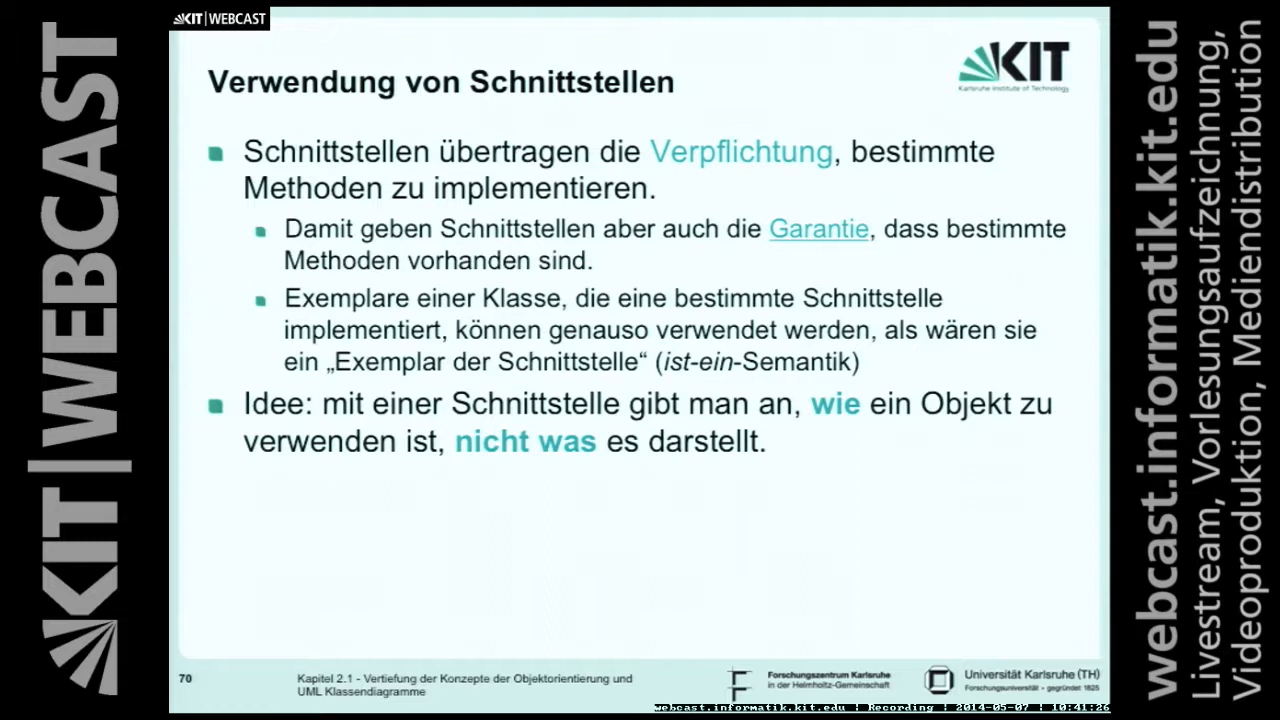 KIT | WEBCAST
KIT|WEBCAST
KIT
Karlsruhe Institute of Technology
Verwendung von Schnittstellen
Schnittstellen übertragen die Verpflichtung, bestimmte
Methoden zu implementieren.
Damit geben Schnittstellen aber auch die Garantie, dass bestimmte
Methoden vorhanden sind.
Exemplare einer Klasse, die eine bestimmte Schnittstelle
implementiert, können genauso verwendet werden, als wären sie
ein „Exemplar der Schnittstelle“ (ist-ein-Semantik)
Idee: mit einer Schnittstelle gibt man an, wie ein Objekt zu
verwenden ist, nicht was es darstellt.
70
Kapitel 2.1 - Vertiefung der Konzepte der Objektorientierung und
UML Klassendiagramme
Forschungszentrum Karlsruhe
in der Helmholtz-Gemeinschaft
Universität Karlsruhe (TH)
Forschungsuniversität - gegründet 1825
webcast.informatik.kit.edu | Recording | 2014-05-07 | 10:41:26
webcast.informatik.kit.edu
Livestream, Vorlesungsaufzeichnung,
Videoproduktion, Mediendistribution